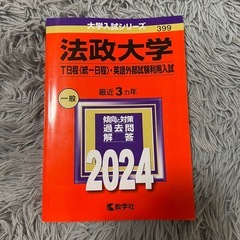 大学入試シリーズ
399
法政大学
T日程〈統一日程〉・英語外部試験利用入試
最近3カ年
一般
傾向と対策
過去問
解答
2024
教学社